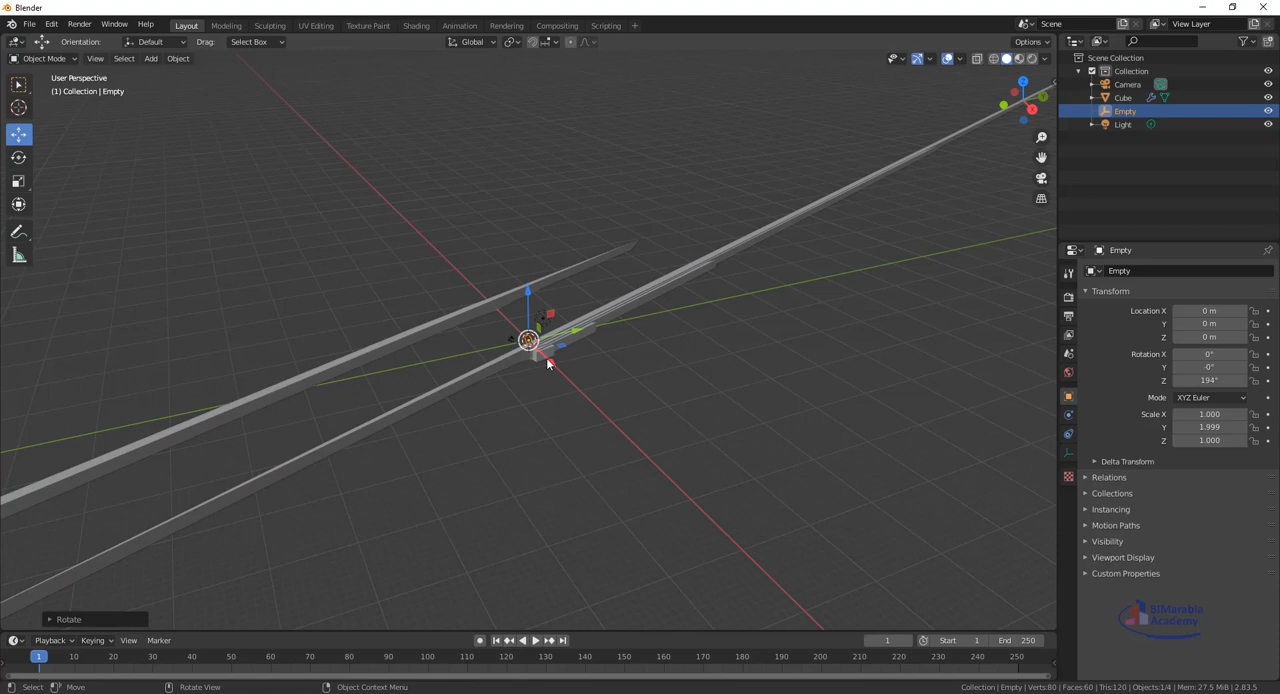 Blender
File Edit Render Window Help Layout Modeling Sculpting UV Editing Texture Paint Shading Animation Rendering Compositing Scripting + Scene View Layer
Orientation: Default Drag: Select Box Global Options
Object Mode View Select Add Object
User Perspective
(1) Collection | Empty
Z
Y
X
Scene Collection
Collection
Camera
Cube
Empty
Light
Empty
Empty
Transform
Location X 0 m
Y 0 m
Z 0 m
Rotation X 0°
Y -0°
Z 194°
Mode XYZ Euler
Scale X 1.000
Y 1.999
Z 1.000
Delta Transform
Relations
Collections
Instancing
Motion Paths
Visibility
Viewport Display
Custom Properties
BIMarabia
Academy
Rotate
Playback Keying View Marker 1 Start 1 End 250
1 10 20 30 40 50 60 70 80 90 100 110 120 130 140 150 160 170 180 190 200 210 220 230 240 250
Select Move Rotate View Object Context Menu Collection | Empty | Verts:80 | Faces:60 | Tris:120 | Objects:1/4 | Mem: 27.5 MiB | 2.83.5